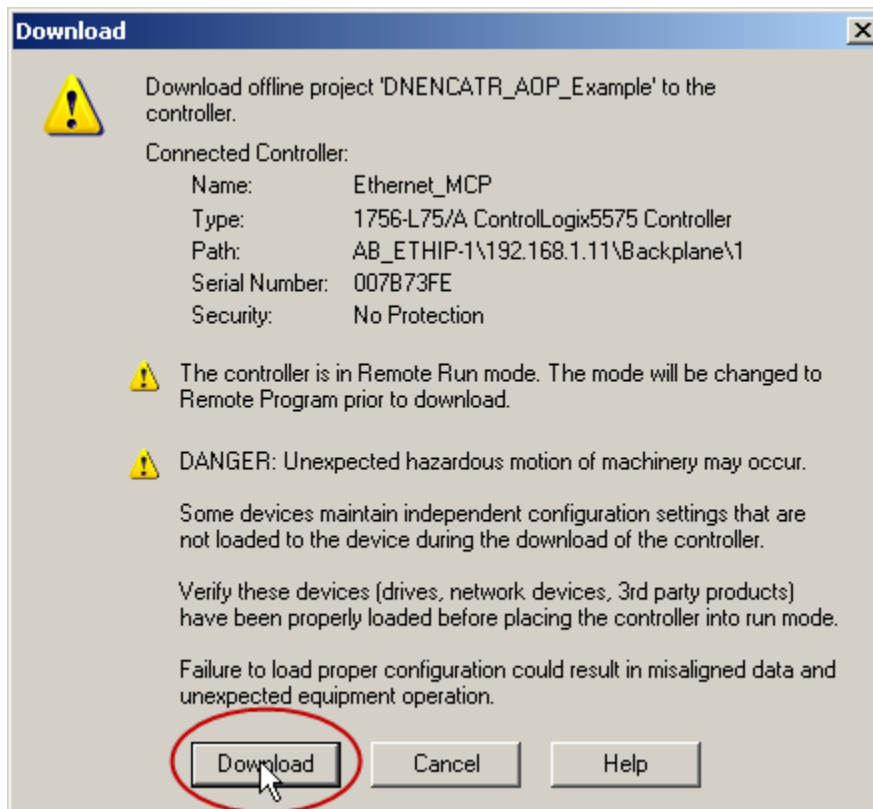 Download
Download offline project 'DNENCATR_AOP_Example' to the
controller.
Connected Controller:
Name: Ethernet_MCP
Type: 1756-L75/A ControlLogix5575 Controller
Path: AB_ETHIP-1\192.168.1.11\Backplane\1
Serial Number: 007B73FE
Security: No Protection
The controller is in Remote Run mode. The mode will be changed to
Remote Program prior to download.
DANGER: Unexpected hazardous motion of machinery may occur.
Some devices maintain independent configuration settings that are
not loaded to the device during the download of the controller.
Verify these devices (drives, network devices, 3rd party products)
have been properly loaded before placing the controller into run mode.
Failure to load proper configuration could result in misaligned data and
unexpected equipment operation.
Download Cancel Help